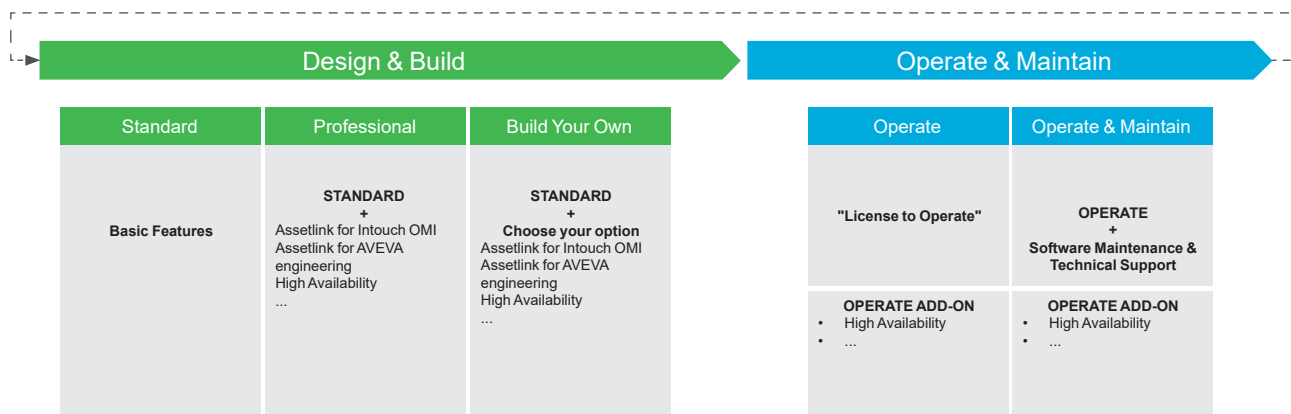 Design & Build
Operate & Maintain
Standard
Professional
Build Your Own
Operate
Operate & Maintain
Basic Features
STANDARD
+
Assetlink for Intouch OMI
Assetlink for AVEVA
engineering
High Availability
...
STANDARD
+
Choose your option
Assetlink for Intouch OMI
Assetlink for AVEVA
engineering
High Availability
...
"License to Operate"
OPERATE
+
Software Maintenance &
Technical Support
OPERATE ADD-ON
• High Availability
• ...
OPERATE ADD-ON
• High Availability
• ...